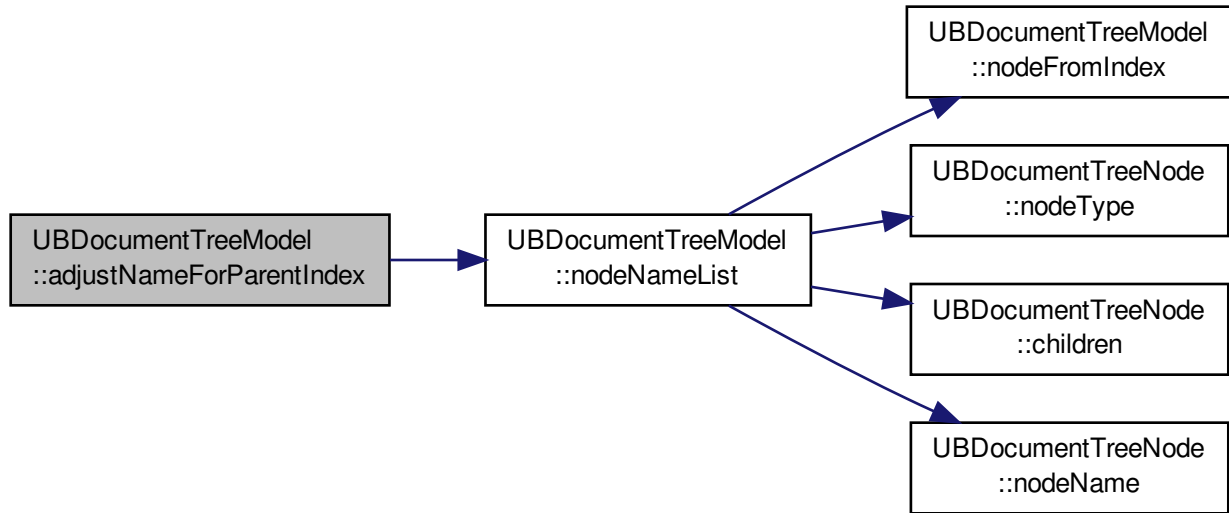 UBDocumentTreeModel
::adjustNameForParentIndex
UBDocumentTreeModel
::nodeNameList
UBDocumentTreeModel
::nodeFromIndex
UBDocumentTreeNode
::nodeType
UBDocumentTreeNode
::children
UBDocumentTreeNode
::nodeName